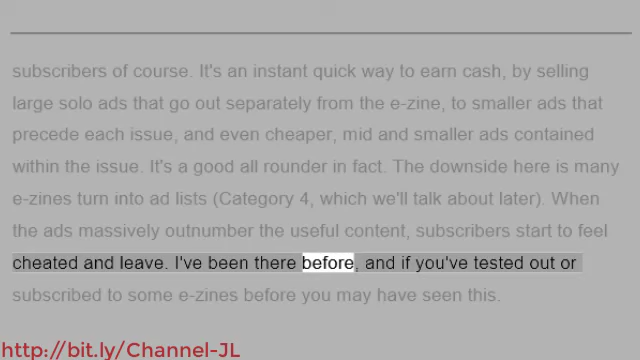 subscribers of course. It's an instant quick way to earn cash, by selling
large solo ads that go out separately from the e-zine, to smaller ads that
precede each issue, and even cheaper, mid and smaller ads contained
within the issue. It's a good all rounder in fact. The downside here is many
e-zines turn into ad lists (Category 4, which we'll talk about later). When
the ads massively outnumber the useful content, subscribers start to feel
cheated and leave. I've been there before, and if you've tested out or
subscribed to some e-zines before you may have seen this.
http://bit.ly/Channel-JL